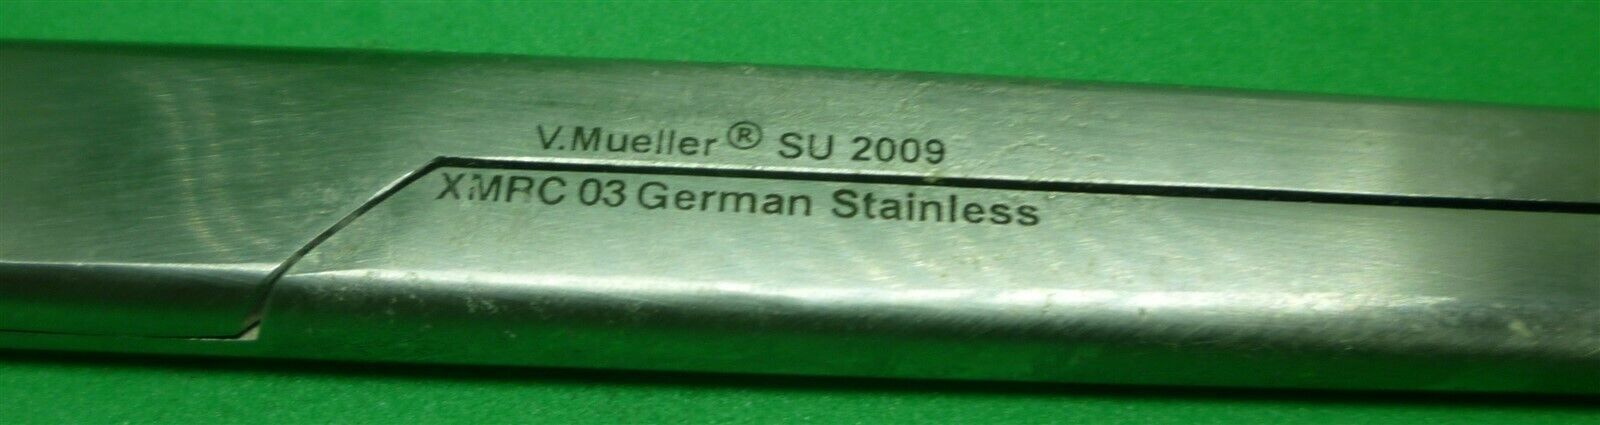 V.Mueller® SU 2009
XMRC 03 German Stainless